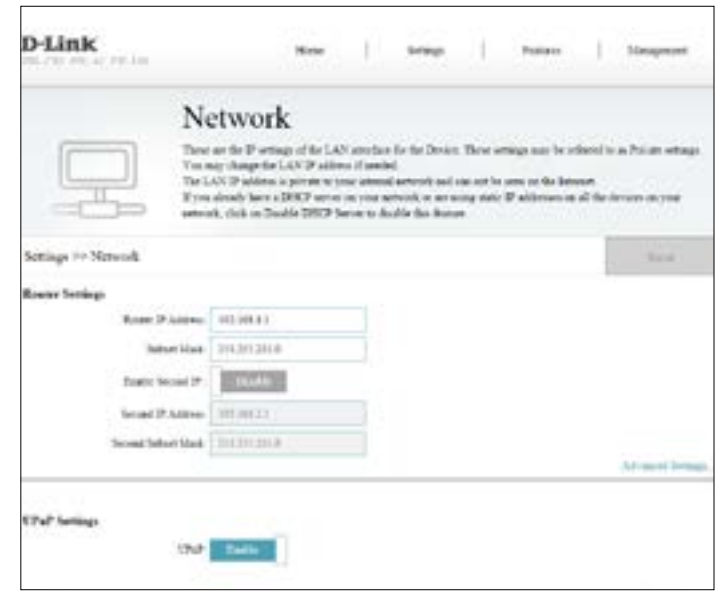 D-Link
Home | Settings | Features | Management
Network
These are the IP settings of the LAN interface for the Device. These settings may be referred to as Private settings.
You may change the LAN IP address if needed.
The LAN IP address is private to your internal network and can not be seen on the Internet.
If you already have a DHCP server on your network or are using static IP addresses on all the devices on your
network, click on Disable DHCP Server to disable this feature.
Settings >> Network
Save
Router Settings
Router IP Address:
Subnet Mask:
Enable Second IP:
Disable
Second IP Address:
Second Subnet Mask:
Advanced Settings...
UPnP Settings
UPnP:
Enable